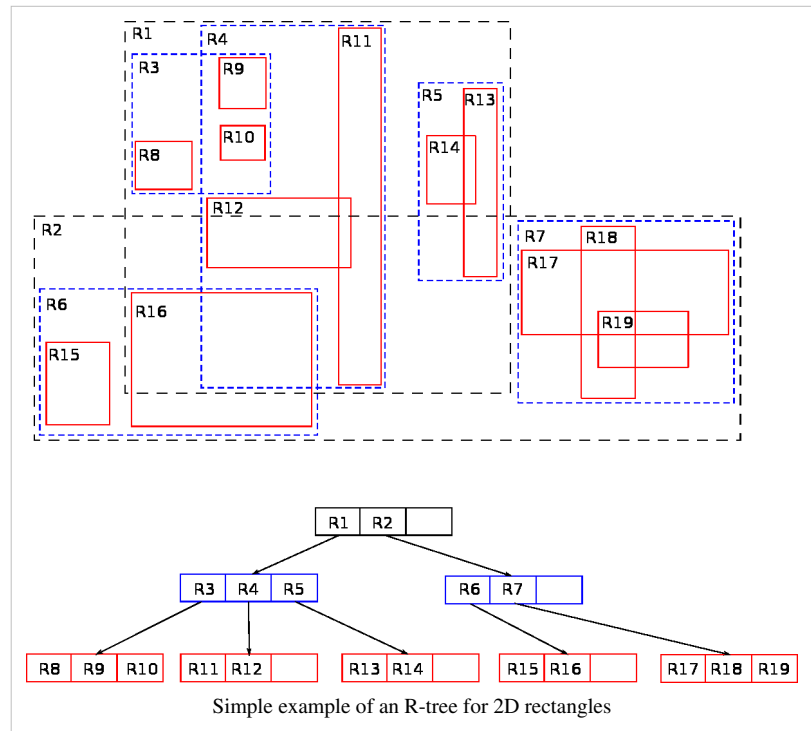 R1
R4
R11
R3
R9
R5
R13
R10
R14
R8
R12
R2
R7
R18
R17
R6
R16
R19
R15
R1 R2
R3 R4 R5
R6 R7
R8 R9 R10
R11 R12
R13 R14
R15 R16
R17 R18 R19
Simple example of an R-tree for 2D rectangles